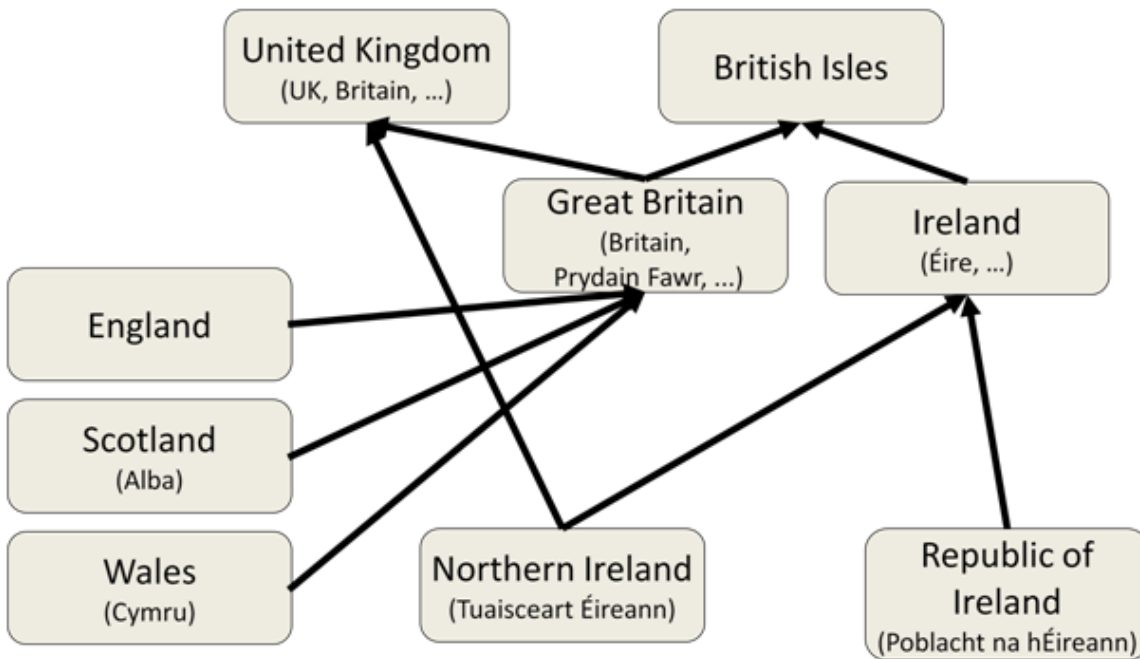 United Kingdom
(UK, Britain, ...)
British Isles
Great Britain
(Britain,
Prydain Fawr, ...)
Ireland
(Éire, ...)
England
Scotland
(Alba)
Wales
(Cymru)
Northern Ireland
(Tuaisceart Éireann)
Republic of
Ireland
(Poblacht na hÉireann)